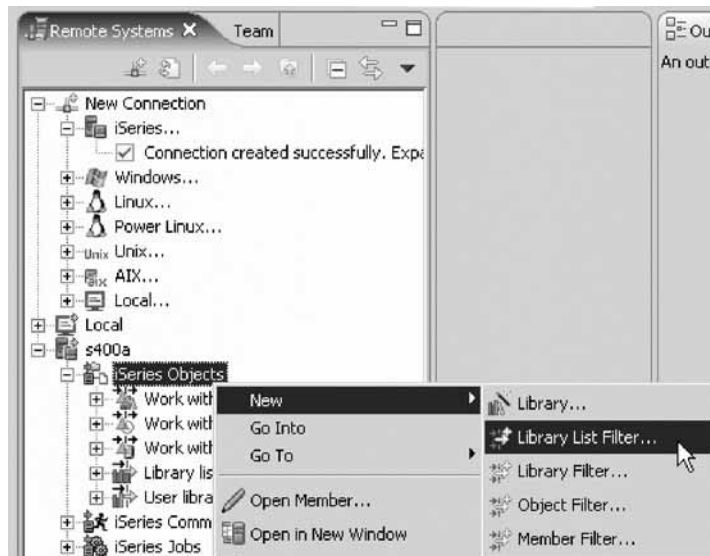 Remote Systems
Team
Ou
An out
New Connection
iSeries...
Connection created successfully. Expa
Windows...
Linux...
Power Linux...
Unix Unix...
AIX...
Local...
Local
s400a
iSeries Objects
Work with
Work with
Work with
Library lis
User libra
iSeries Comm
iSeries Jobs
New
Go Into
Go To
Open Member...
Open in New Window
Library...
Library List Filter...
Library Filter...
Object Filter...
Member Filter...